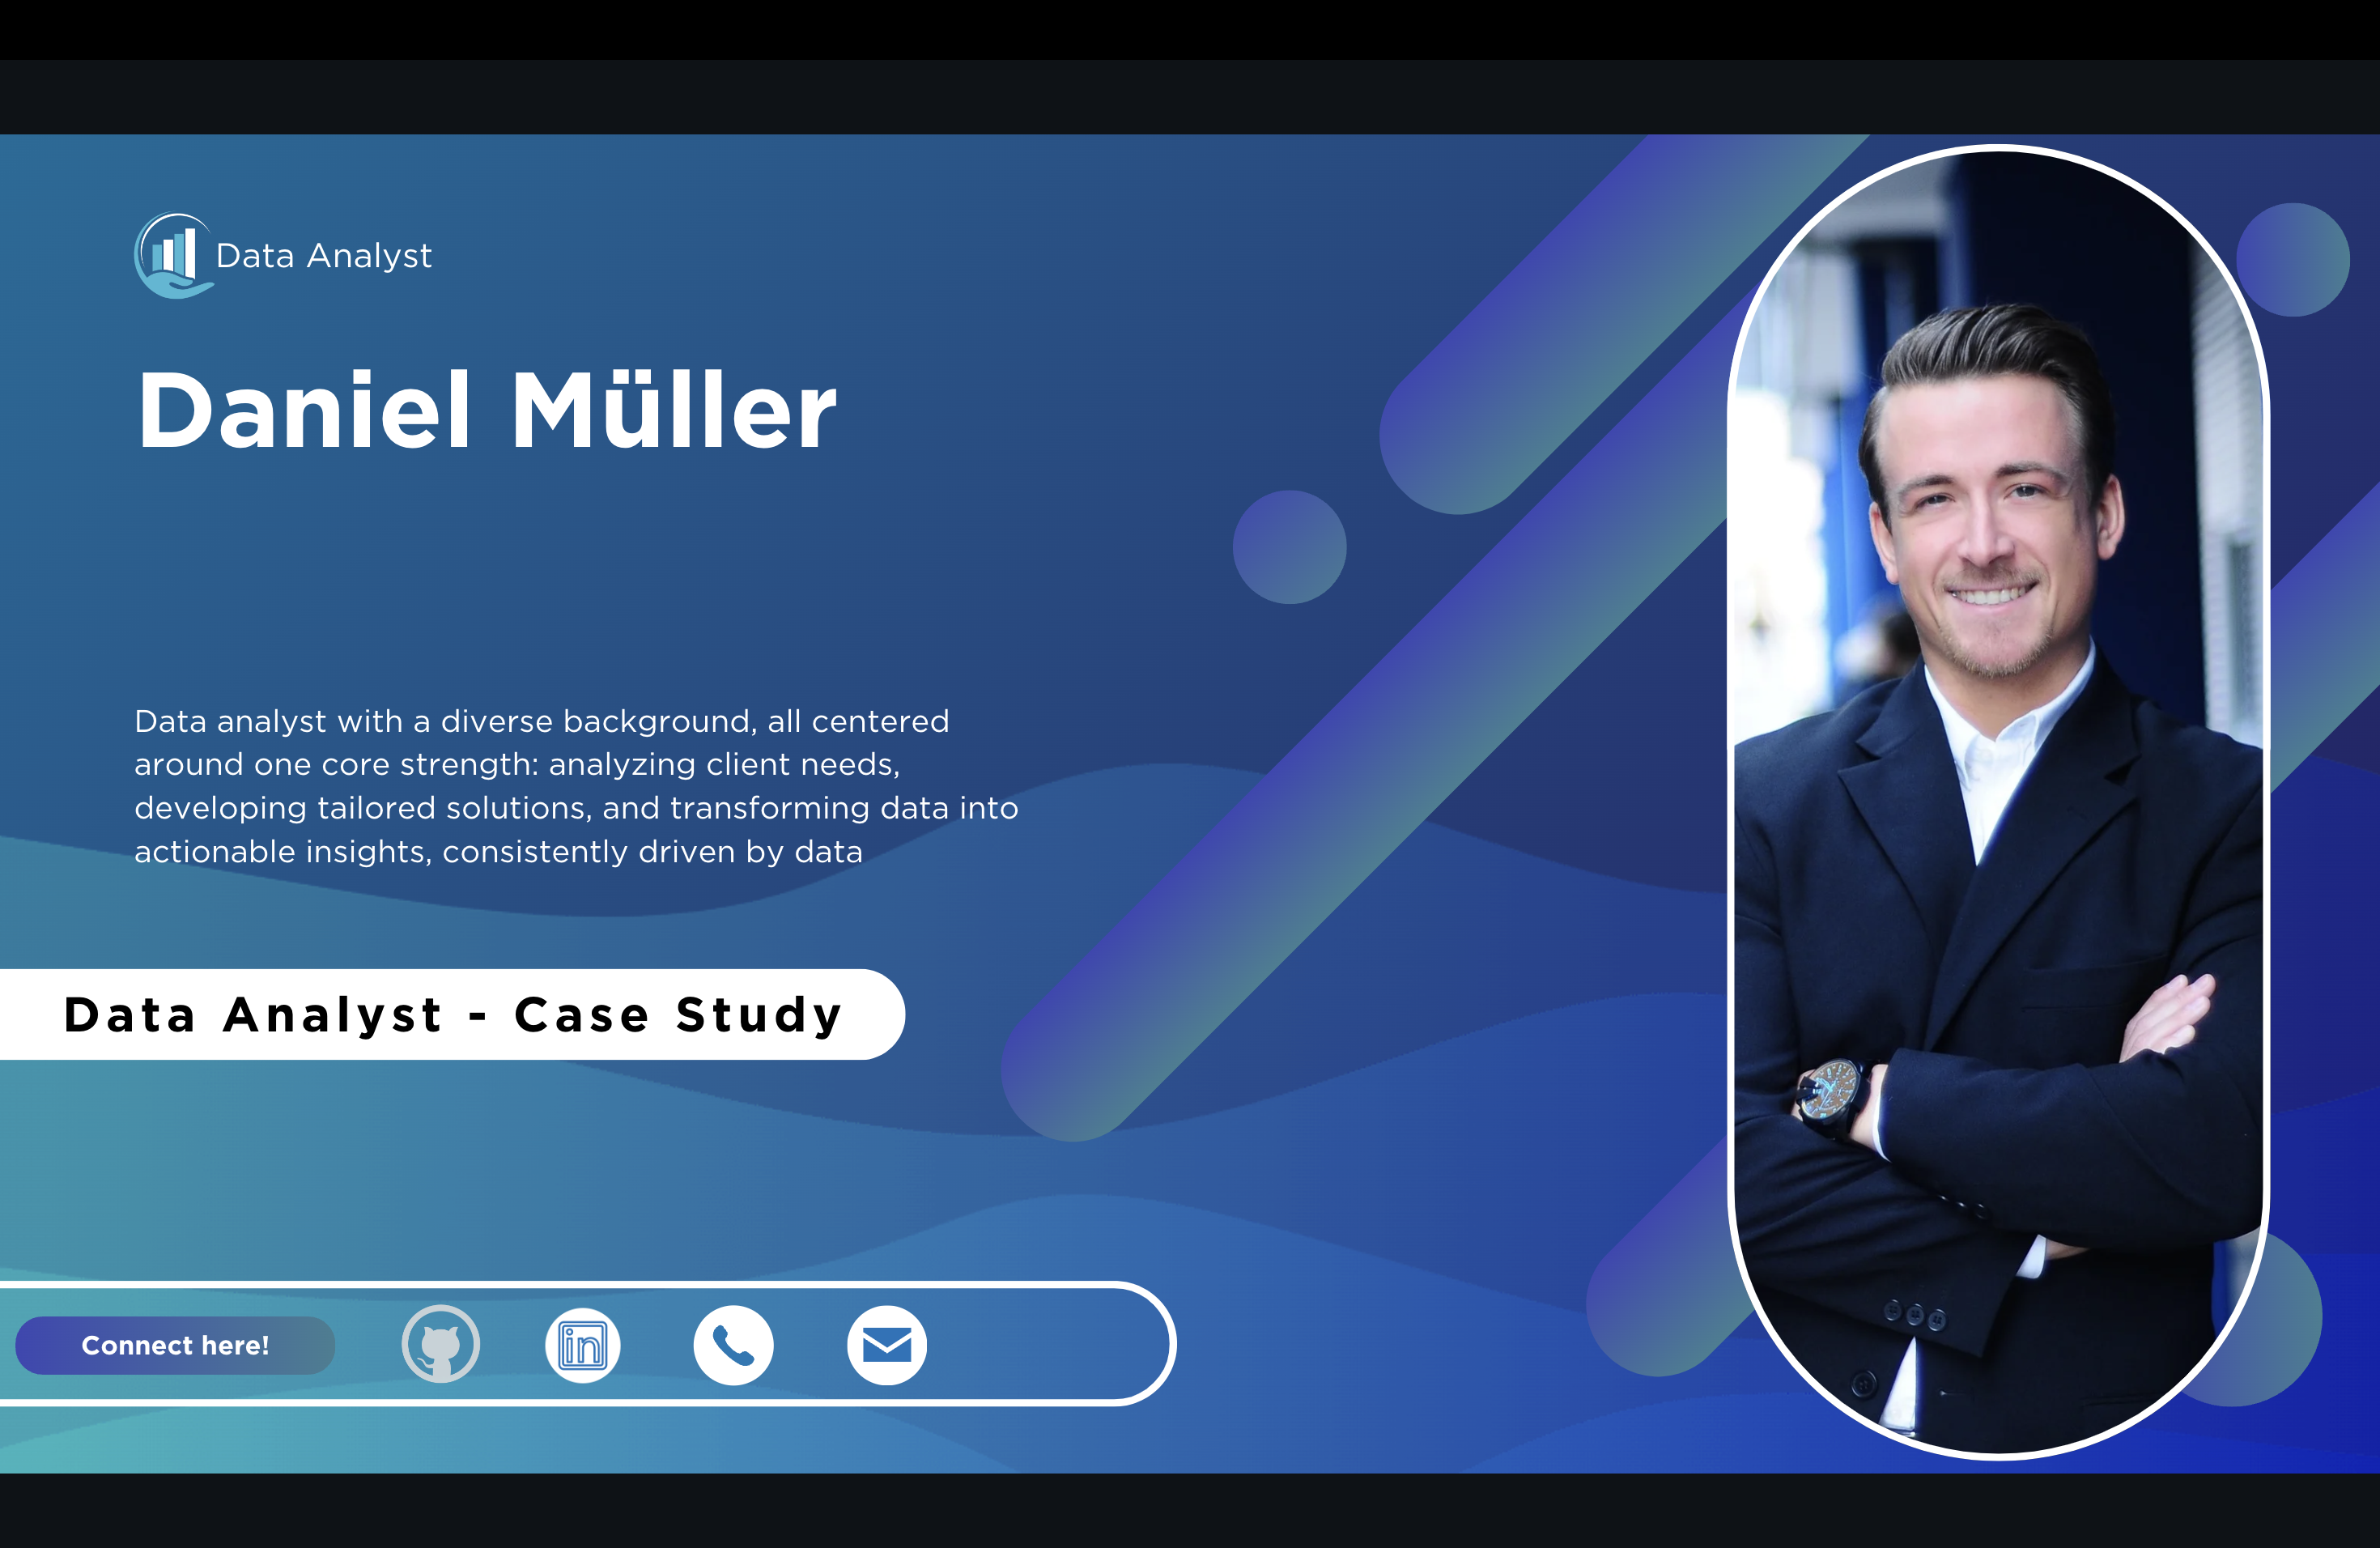 Data Analyst
Daniel Müller
Data analyst with a diverse background, all centered
around one core strength: analyzing client needs,
developing tailored solutions, and transforming data into
actionable insights, consistently driven by data
Data Analyst - Case Study
Connect here!
in